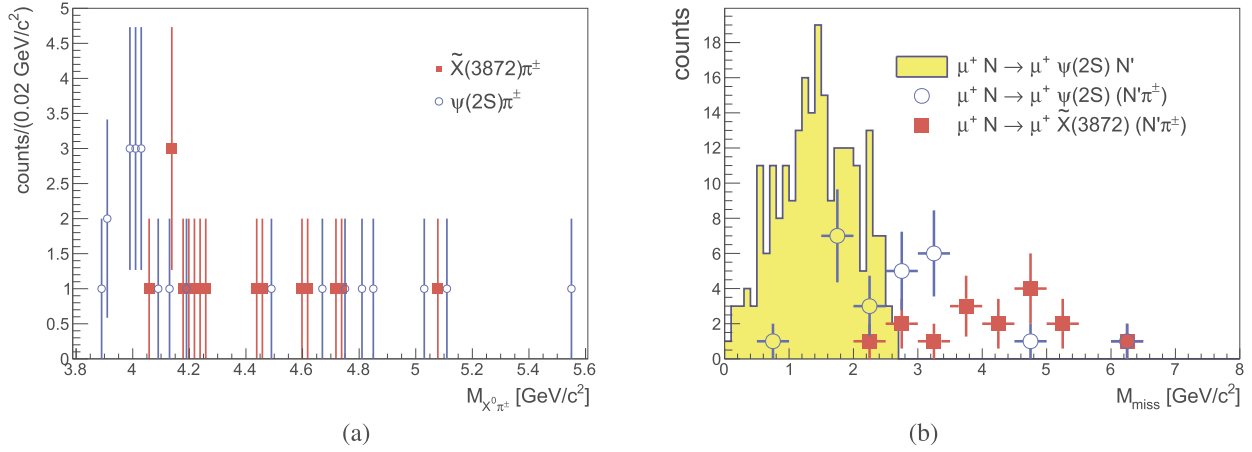 counts/(0.02 GeV/c²)
5
4.5
4
3.5
3
2.5
2
1.5
1
0.5
0
X̃(3872)π±
ψ(2S)π±
3.8 4 4.2 4.4 4.6 4.8 5 5.2 5.4 5.6
M_X⁰π± [GeV/c²]
(a)
counts
18
16
14
12
10
8
6
4
2
0
μ⁺ N → μ⁺ ψ(2S) N'
μ⁺ N → μ⁺ ψ(2S) (N'π±)
μ⁺ N → μ⁺ X̃(3872) (N'π±)
0 1 2 3 4 5 6 7 8
M_miss [GeV/c²]
(b)